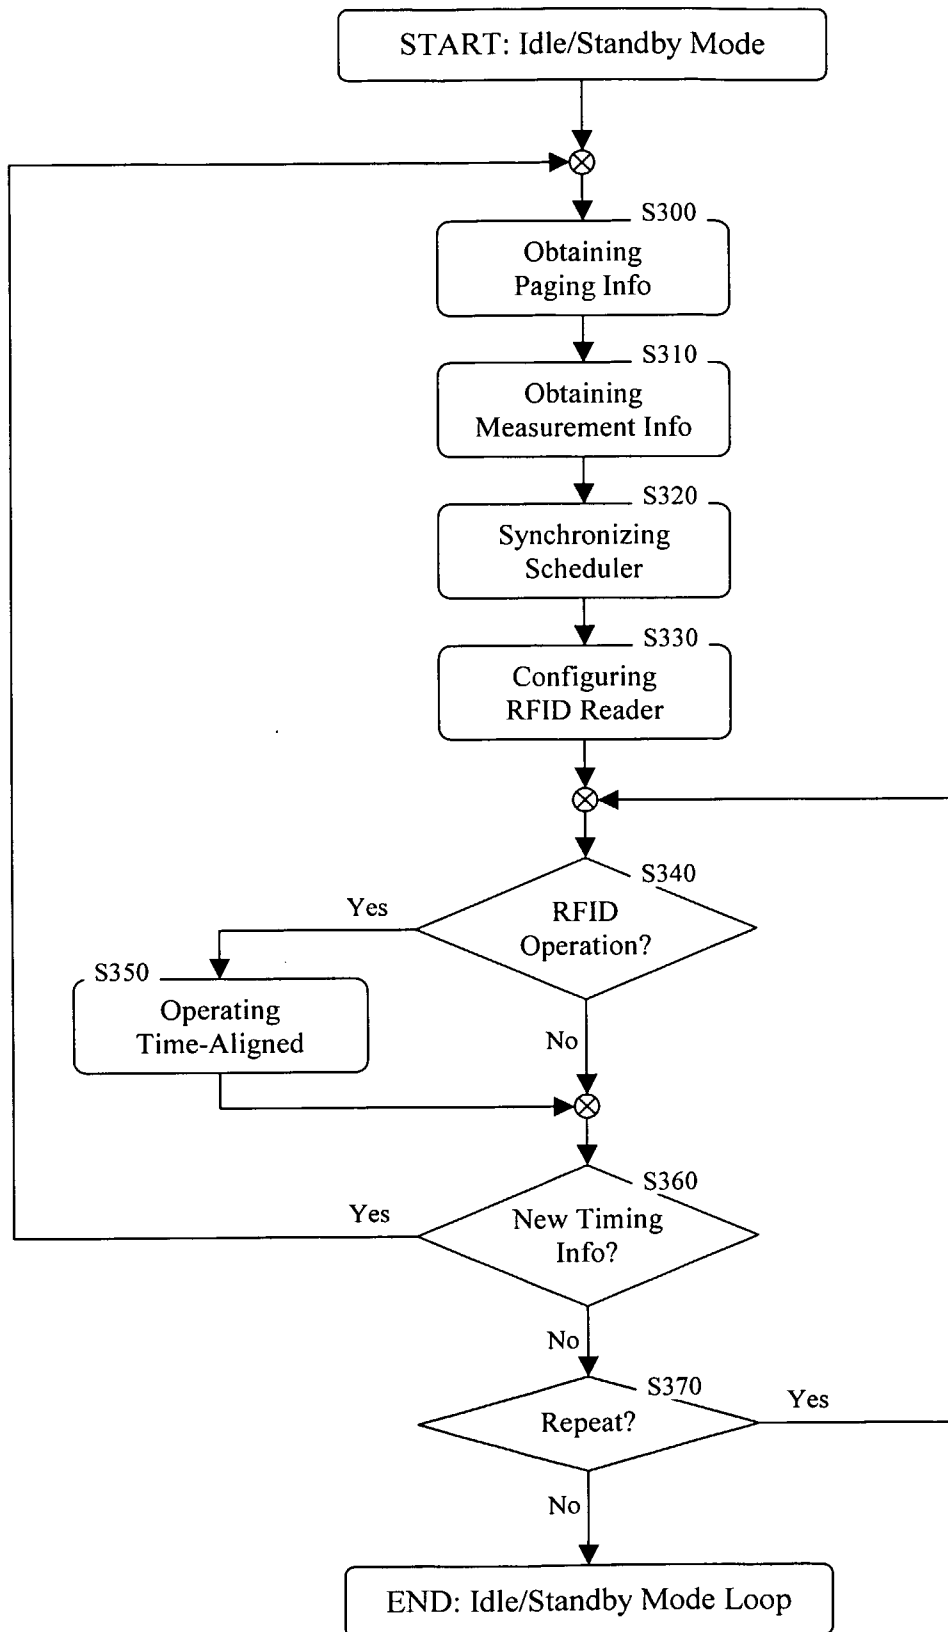 START: Idle/Standby Mode
S300
Obtaining
Paging Info
S310
Obtaining
Measurement Info
S320
Synchronizing
Scheduler
S330
Configuring
RFID Reader
S340
Yes
RFID
Operation?
S350
Operating
Time-Aligned
No
S360
Yes
New Timing
Info?
No
S370
Yes
Repeat?
No
END: Idle/Standby Mode Loop